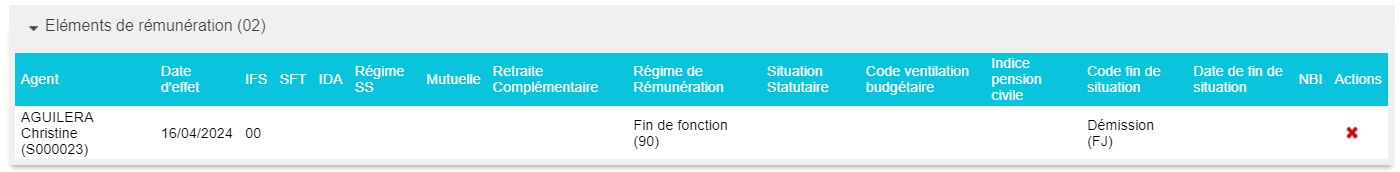 Eléments de rémunération (02)
Agent Date d'effet IFS SFT IDA Régime SS Mutuelle Retraite Complémentaire Régime de Rémunération Situation Statutaire Code ventilation budgétaire Indice pension civile Code fin de situation Date de fin de situation NBI Actions
AGUILERA Christine (S000023) 16/04/2024 00 Fin de fonction (90) Démission (FJ)